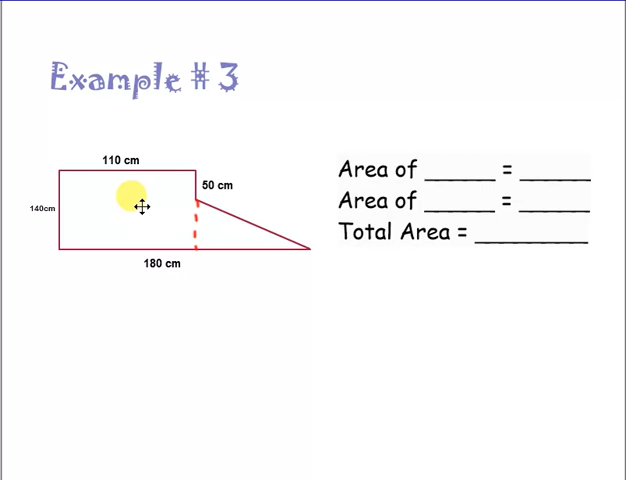 Example # 3
110 cm
50 cm
140cm
180 cm
Area of ______ = ______
Area of ______ = ______
Total Area = __________